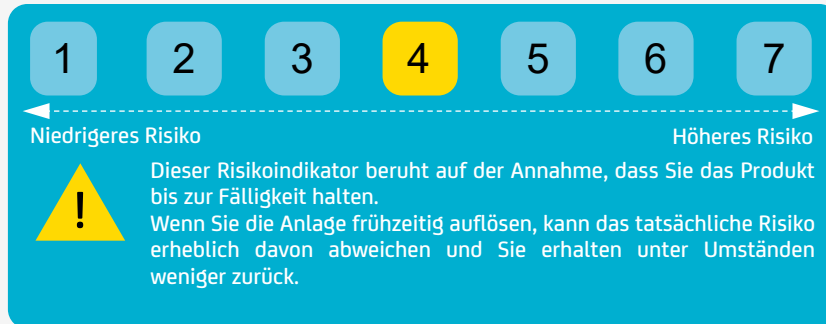 1 2 3 4 5 6 7
Niedrigeres Risiko Höheres Risiko
!
Dieser Risikoindikator beruht auf der Annahme, dass Sie das Produkt
bis zur Fälligkeit halten.
Wenn Sie die Anlage frühzeitig auflösen, kann das tatsächliche Risiko
erheblich davon abweichen und Sie erhalten unter Umständen
weniger zurück.